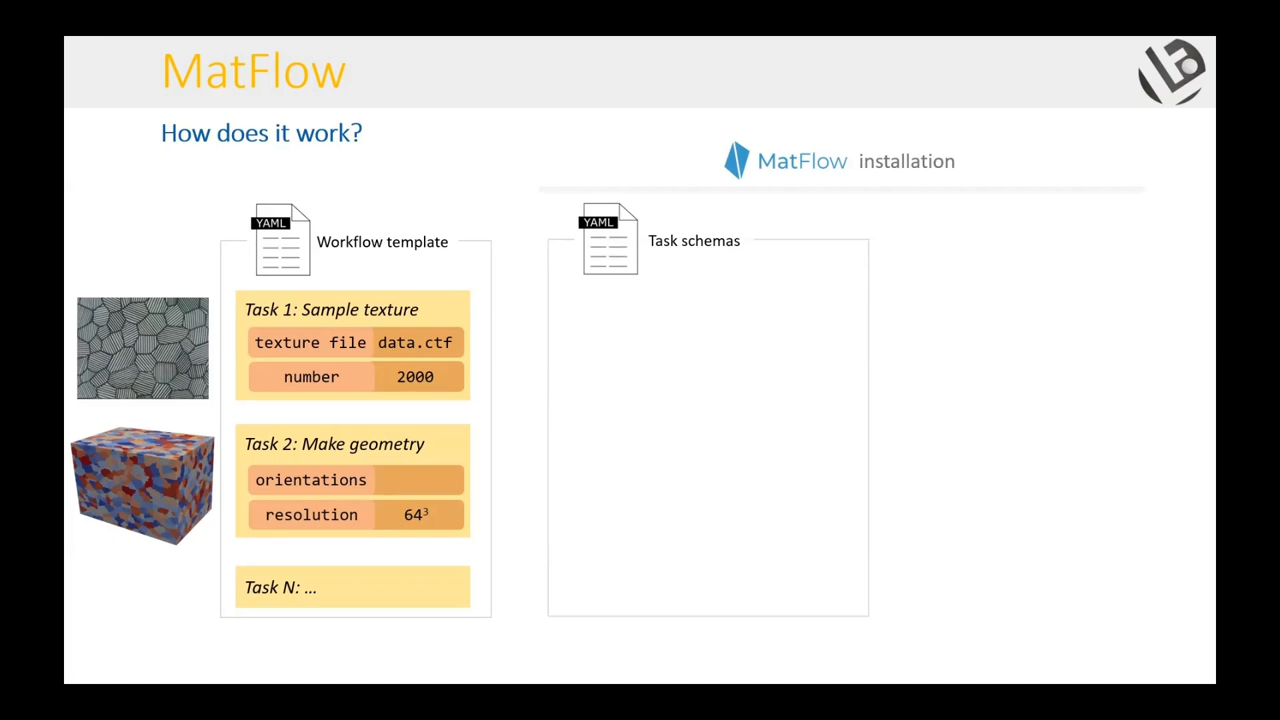 MatFlow
How does it work?
MatFlow installation
YAML
Workflow template
Task 1: Sample texture
texture file data.ctf
number 2000
Task 2: Make geometry
orientations
resolution 64³
Task N: ...
YAML
Task schemas